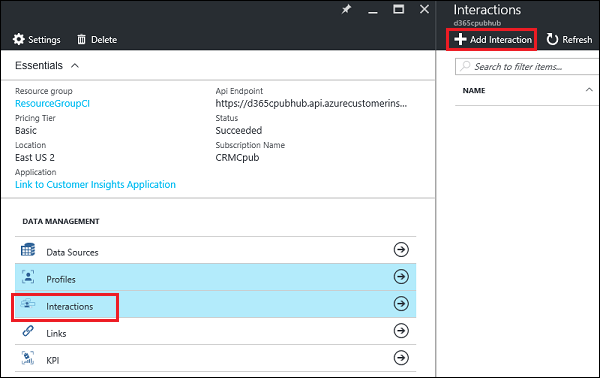 Settings
Delete
Essentials
Resource group
ResourceGroupCI
Pricing Tier
Basic
Location
East US 2
Application
Link to Customer Insights Application
Api Endpoint
https://d365cpubhub.api.azurecustomerins...
Status
Succeeded
Subscription Name
CRMCpub
DATA MANAGEMENT
Data Sources
Profiles
Interactions
Links
KPI
Interactions
d365cpubhub
Add Interaction
Refresh
Search to filter items...
NAME